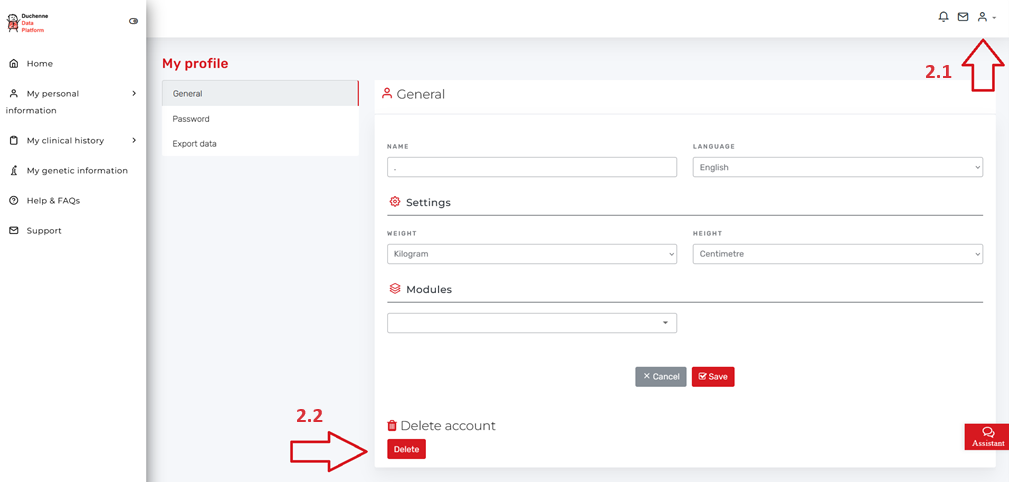 Duchenne
Data
Platform
Home
My personal
information
My clinical history
My genetic information
Help & FAQs
Support
2.1
My profile
General
Password
Export data
General
NAME
LANGUAGE
.
English
Settings
WEIGHT
HEIGHT
Kilogram
Centimetre
Modules
Cancel
Save
2.2
Delete account
Delete
Assistant